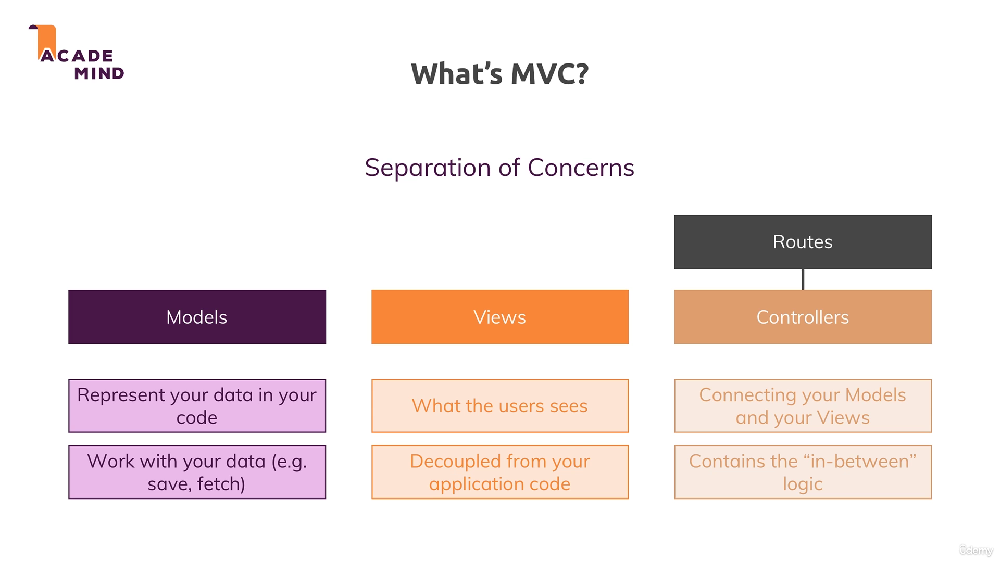 ACADE
MIND
What’s MVC?
Separation of Concerns
Routes
Models
Views
Controllers
Represent your data in your
code
What the users sees
Connecting your Models
and your Views
Work with your data (e.g.
save, fetch)
Decoupled from your
application code
Contains the “in-between”
logic
ûdemy